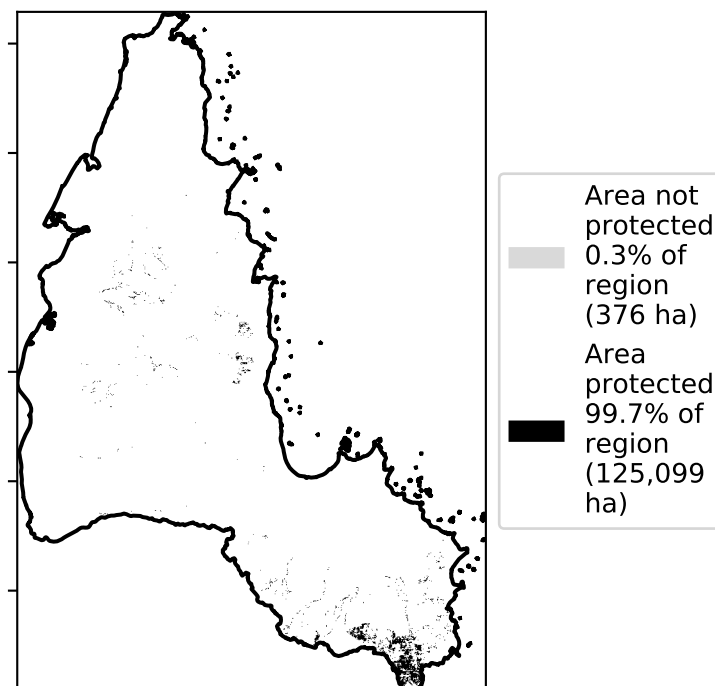 Area not
protected
0.3% of
region
(376 ha)
Area
protected
99.7% of
region
(125,099
ha)